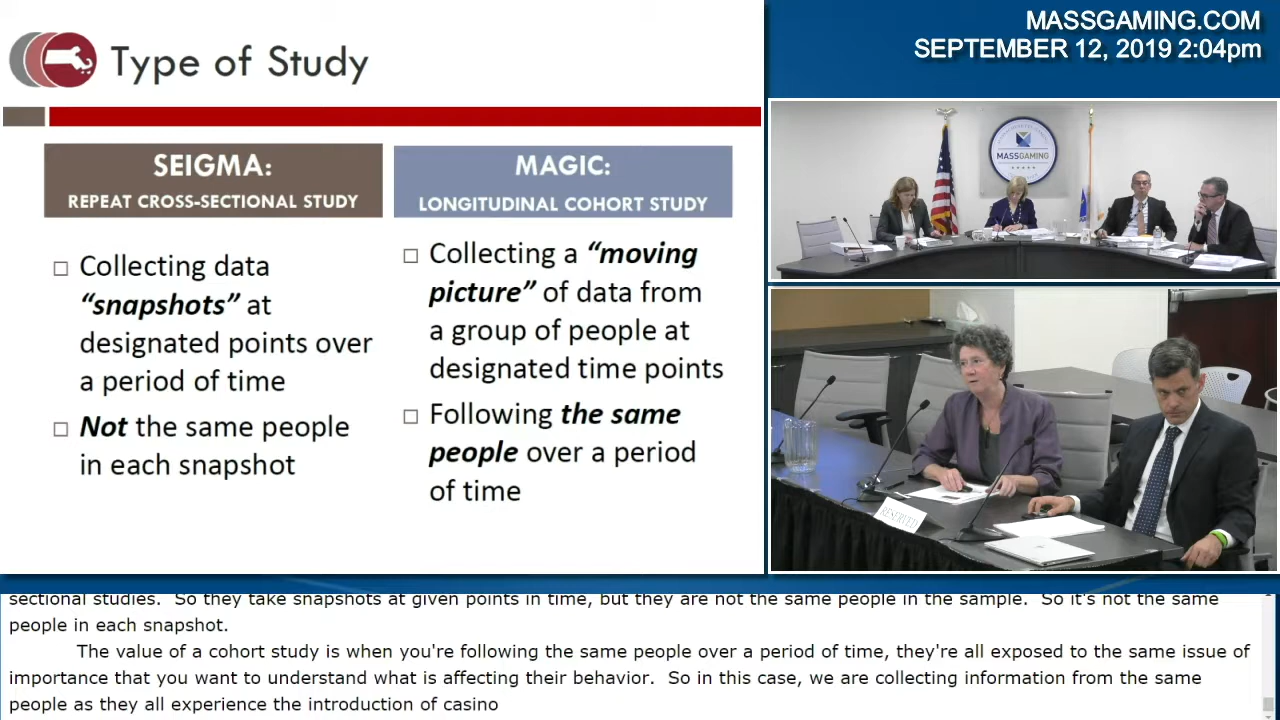 Type of Study
SEIGMA:
REPEAT CROSS-SECTIONAL STUDY
□ Collecting data
“snapshots” at
designated points over
a period of time
□ Not the same people
in each snapshot
MAGIC:
LONGITUDINAL COHORT STUDY
□ Collecting a “moving
picture” of data from
a group of people at
designated time points
□ Following the same
people over a period
of time
MASSGAMING.COM
SEPTEMBER 12, 2019 2:04pm
MASSGAMING
RESERVED
sectional studies. So they take snapshots at given points in time, but they are not the same people in the sample. So it's not the same
people in each snapshot.
The value of a cohort study is when you're following the same people over a period of time, they're all exposed to the same issue of
importance that you want to understand what is affecting their behavior. So in this case, we are collecting information from the same
people as they all experience the introduction of casino